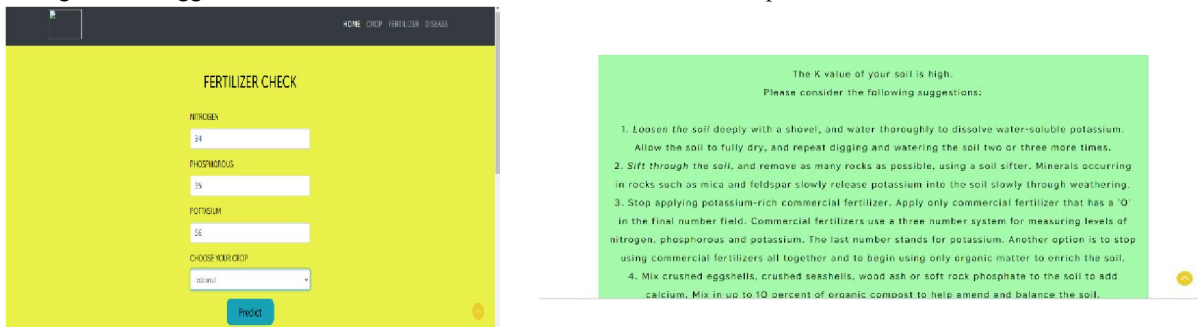 HOME CROP FERTILIZER DISEASE
FERTILIZER CHECK
NITROGEN
34
PHOSPHOROUS
35
POTTASIUM
56
CHOOSE YOUR CROP
coconut
Predict
The K value of your soil is high.
Please consider the following suggestions:
1. Loosen the soil deeply with a shovel, and water thoroughly to dissolve water-soluble potassium.
Allow the soil to fully dry, and repeat digging and watering the soil two or three more times.
2. Sift through the soil, and remove as many rocks as possible, using a soil sifter. Minerals occurring
in rocks such as mica and feldspar slowly release potassium into the soil slowly through weathering.
3. Stop applying potassium-rich commercial fertilizer. Apply only commercial fertilizer that has a '0'
in the final number field. Commercial fertilizers use a three number system for measuring levels of
nitrogen, phosphorous and potassium. The last number stands for potassium. Another option is to stop
using commercial fertilizers all together and to begin using only organic matter to enrich the soil.
4. Mix crushed eggshells, crushed seashells, wood ash or soft rock phosphate to the soil to add
calcium. Mix in up to 10 percent of organic compost to help amend and balance the soil.